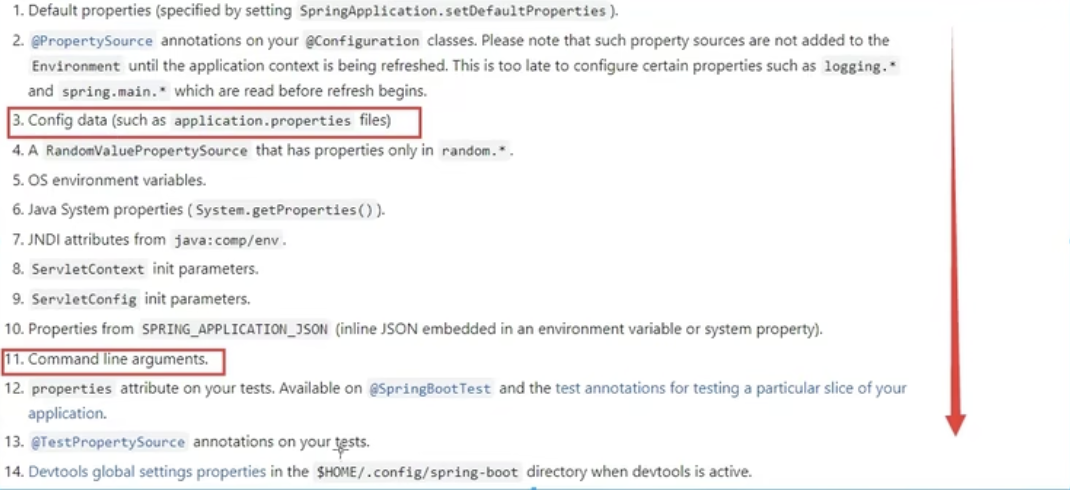 1. Default properties (specified by setting SpringApplication.setDefaultProperties).
2. @PropertySource annotations on your @Configuration classes. Please note that such property sources are not added to the
Environment until the application context is being refreshed. This is too late to configure certain properties such as logging.*
and spring.main.* which are read before refresh begins.
3. Config data (such as application.properties files)
4. A RandomValuePropertySource that has properties only in random.*.
5. OS environment variables.
6. Java System properties (System.getProperties()).
7. JNDI attributes from java:comp/env.
8. ServletContext init parameters.
9. ServletConfig init parameters.
10. Properties from SPRING_APPLICATION_JSON (inline JSON embedded in an environment variable or system property).
11. Command line arguments.
12. properties attribute on your tests. Available on @SpringBootTest and the test annotations for testing a particular slice of your
application.
13. @TestPropertySource annotations on your tests.
14. Devtools global settings properties in the $HOME/.config/spring-boot directory when devtools is active.